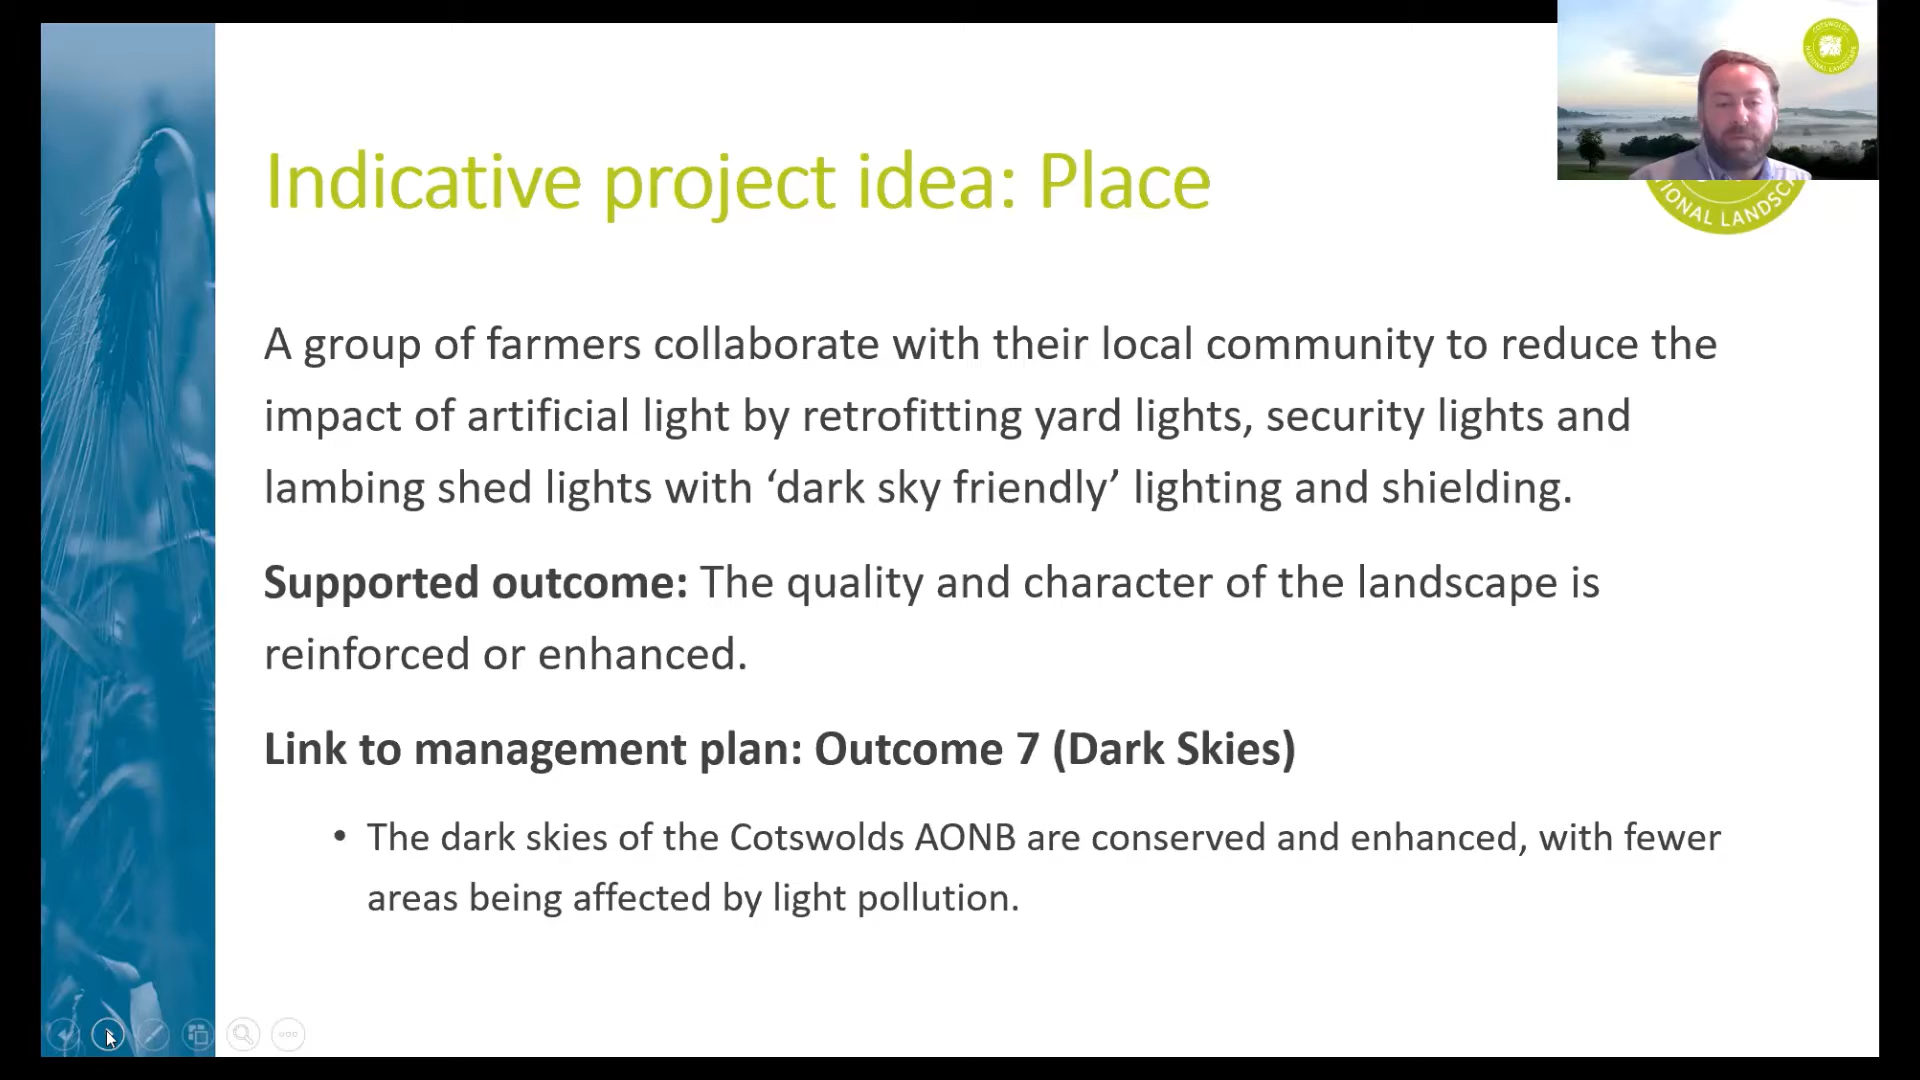 COTSWOLDS
NATIONAL LANDSCAPE
Indicative project idea: Place
A group of farmers collaborate with their local community to reduce the
impact of artificial light by retrofitting yard lights, security lights and
lambing shed lights with ‘dark sky friendly’ lighting and shielding.
Supported outcome: The quality and character of the landscape is
reinforced or enhanced.
Link to management plan: Outcome 7 (Dark Skies)
• The dark skies of the Cotswolds AONB are conserved and enhanced, with fewer
areas being affected by light pollution.